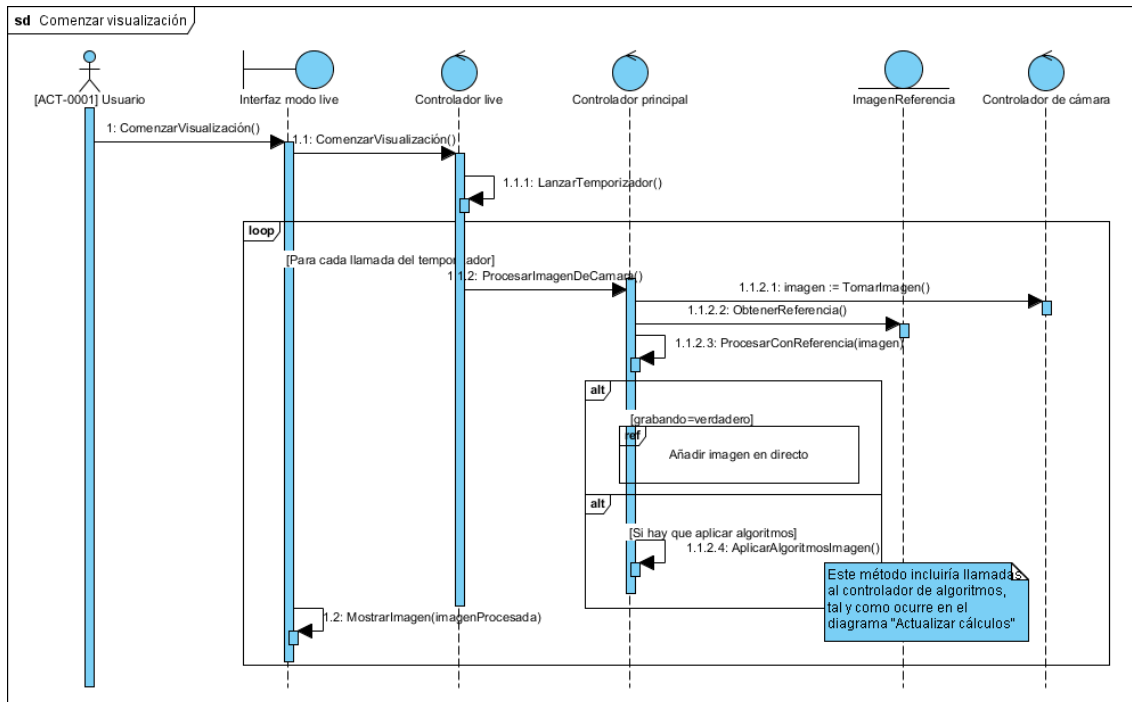 sd Comenzar visualización
[ACT-0001] Usuario
Interfaz modo live
Controlador live
Controlador principal
ImagenReferencia
Controlador de cámara
1: ComenzarVisualización()
1.1: ComenzarVisualización()
1.1.1: LanzarTemporizador()
loop
[Para cada llamada del temporizador]
1.1.2: ProcesarImagenDeCamara()
1.1.2.1: imagen := TomarImagen()
1.1.2.2: ObtenerReferencia()
1.1.2.3: ProcesarConReferencia(imagen)
alt
[grabando=verdadero]
ref
Añadir imagen en directo
alt
[Si hay que aplicar algoritmos]
1.1.2.4: AplicarAlgoritmosImagen()
Este método incluiría llamadas
al controlador de algoritmos,
tal y como ocurre en el
diagrama "Actualizar cálculos"
1.2: MostrarImagen(imagenProcesada)